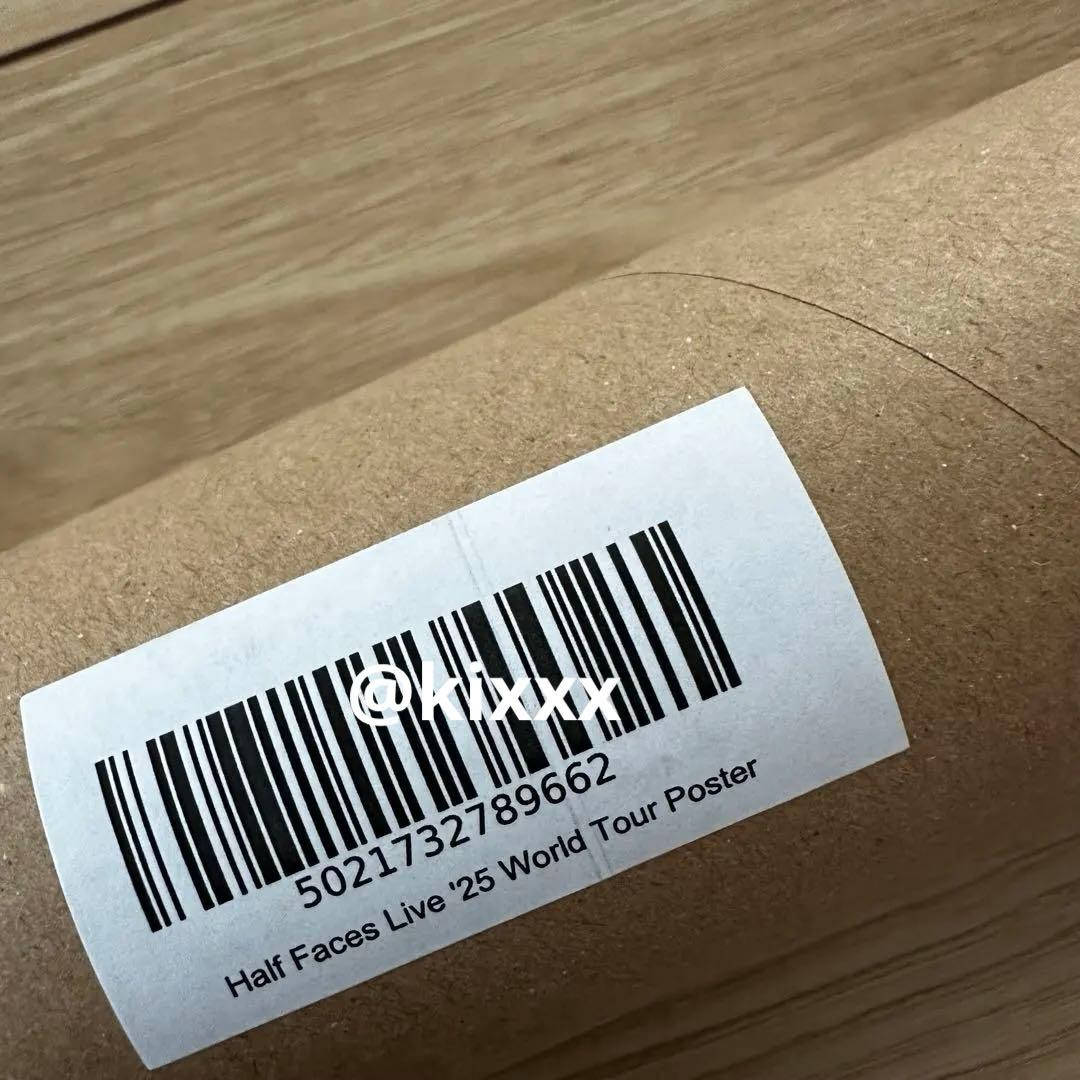 @kixxx
5021732789662
Half Faces Live '25 World Tour Poster